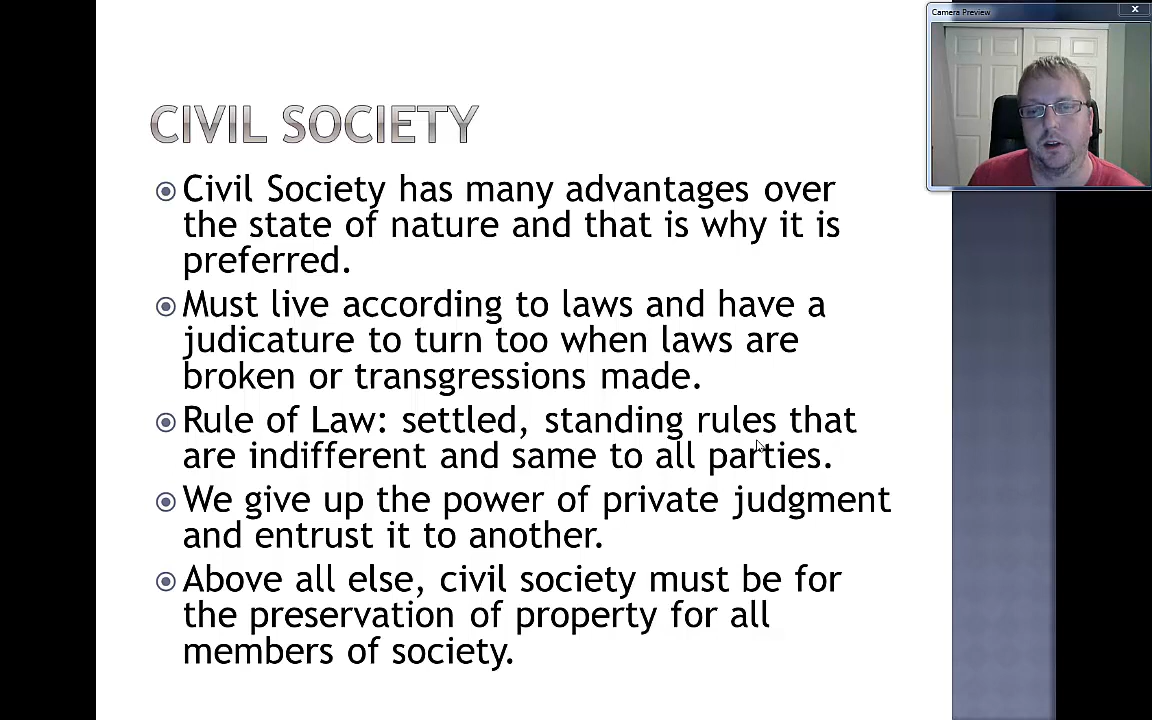 Camera Preview
CIVIL SOCIETY
Civil Society has many advantages over
the state of nature and that is why it is
preferred.
Must live according to laws and have a
judicature to turn too when laws are
broken or transgressions made.
Rule of Law: settled, standing rules that
are indifferent and same to all parties.
We give up the power of private judgment
and entrust it to another.
Above all else, civil society must be for
the preservation of property for all
members of society.